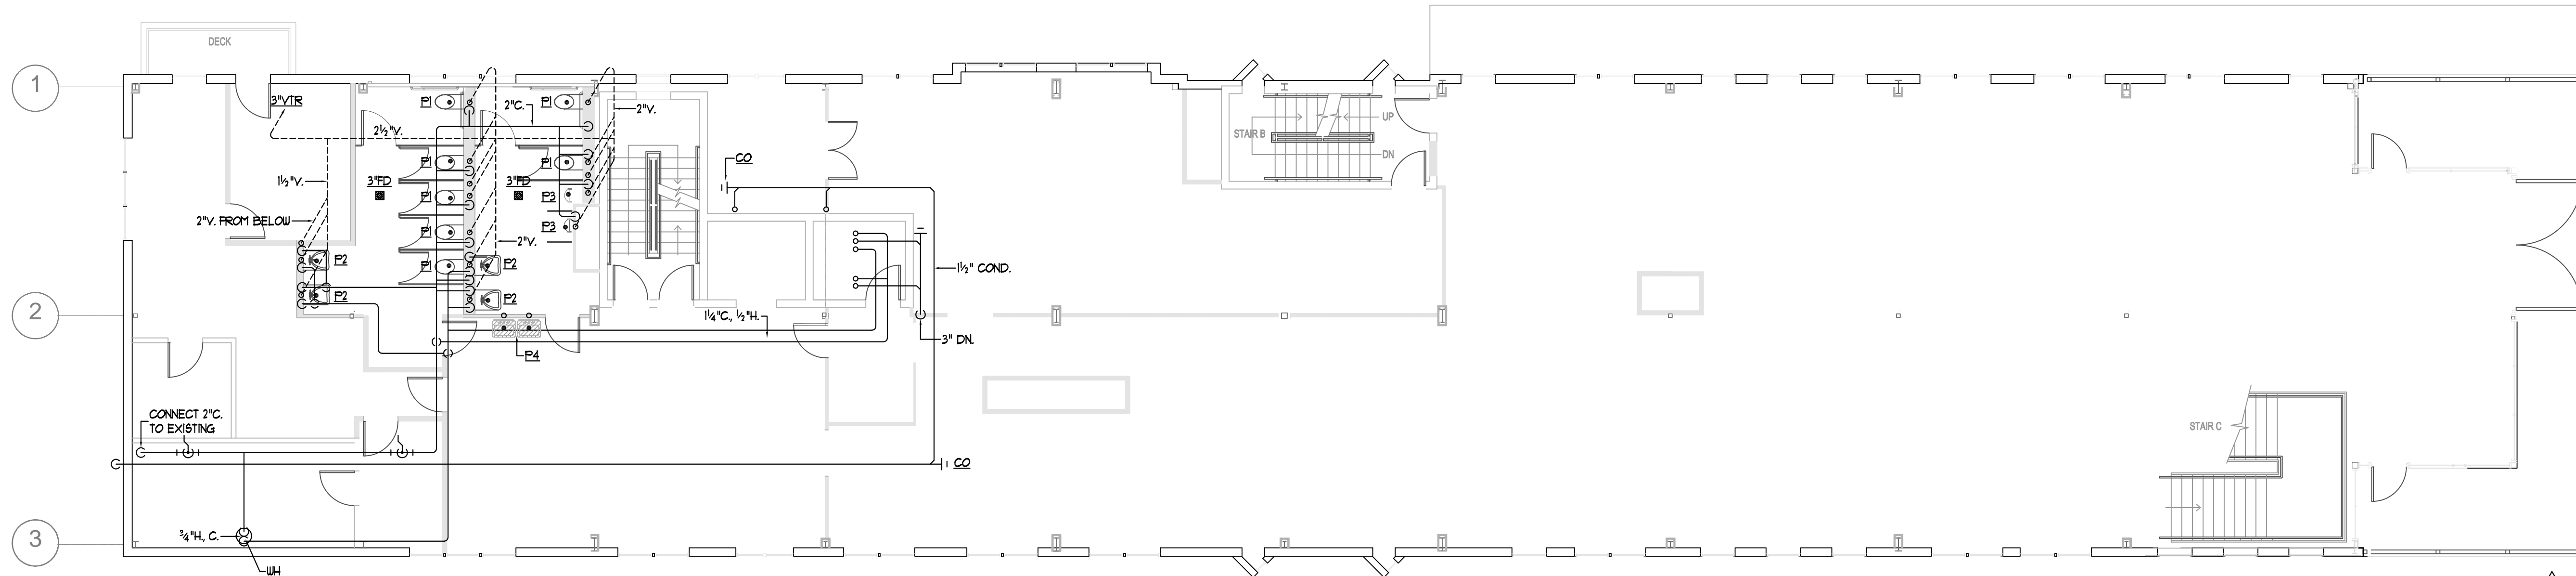 DECK
1
3"VTR
P1
2"C.
P1
2"V.
2½"V.
STAIR B
UP
DN
CO
P1
P1
1½"V.
3"FD
3"FD
P1
P3
2"V. FROM BELOW
P1
P3
2"V.
P2
P1
P2
1½" COND.
P2
P2
2
1¼"C., ½"H.
3" DN.
P4
CONNECT 2"C.
TO EXISTING
STAIR C
CO
3
¾"H., C.
WH